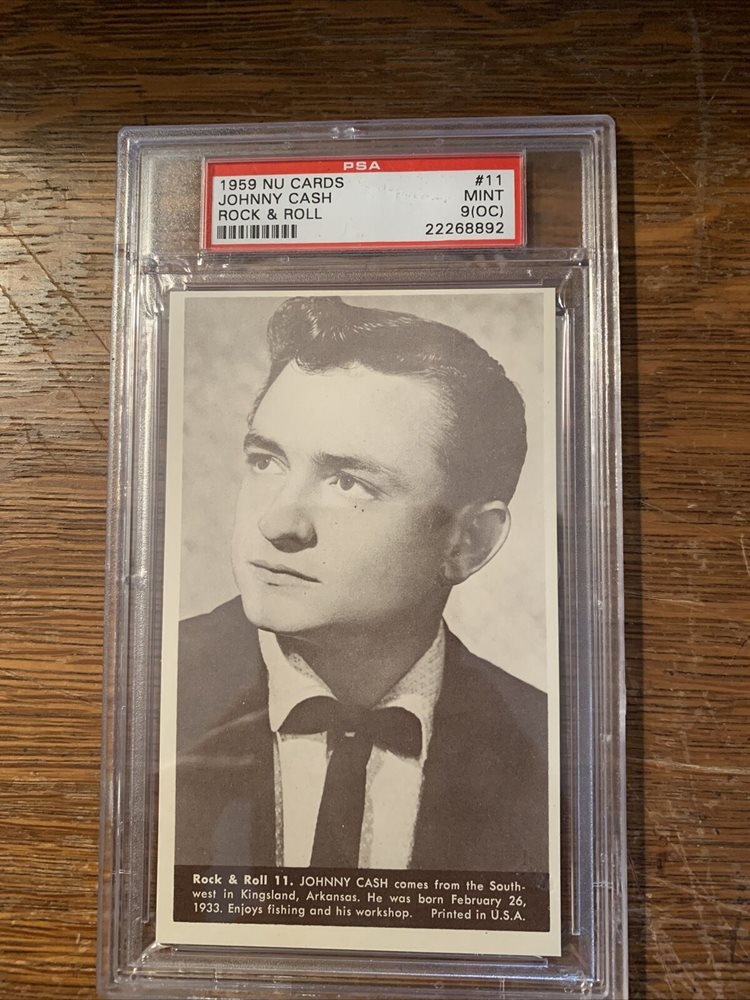 PSA
1959 NU CARDS #11
JOHNNY CASH MINT
ROCK & ROLL 9(OC)
22268892
Rock & Roll 11. JOHNNY CASH comes from the South-
west in Kingsland, Arkansas. He was born February 26,
1933. Enjoys fishing and his workshop. Printed in U.S.A.